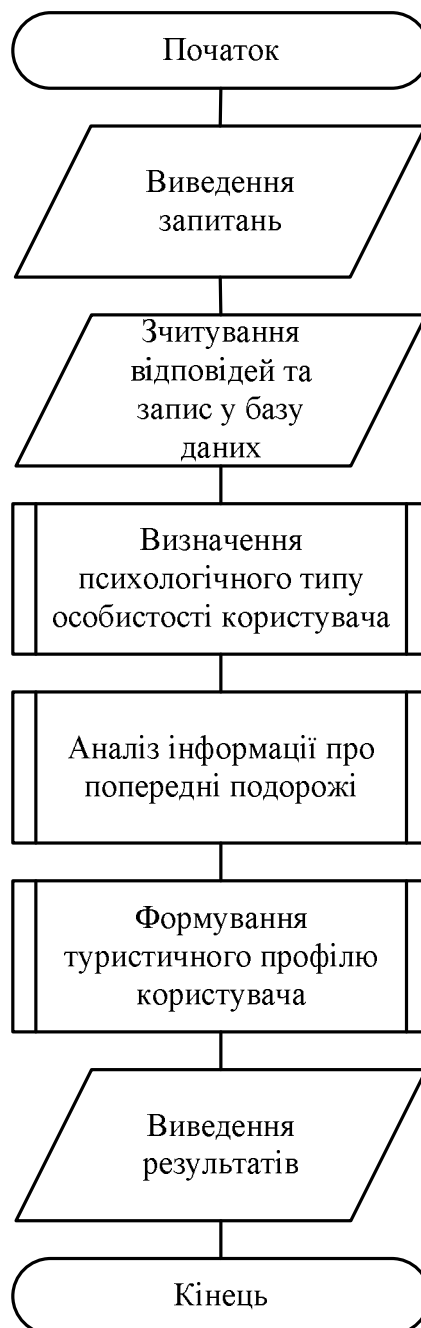 Початок
Виведення
запитань
Зчитування
відповідей та
запис у базу
даних
Визначення
психологічного типу
особистості користувача
Аналіз інформації про
попередні подорожі
Формування
туристичного профілю
користувача
Виведення
результатів
Кінець